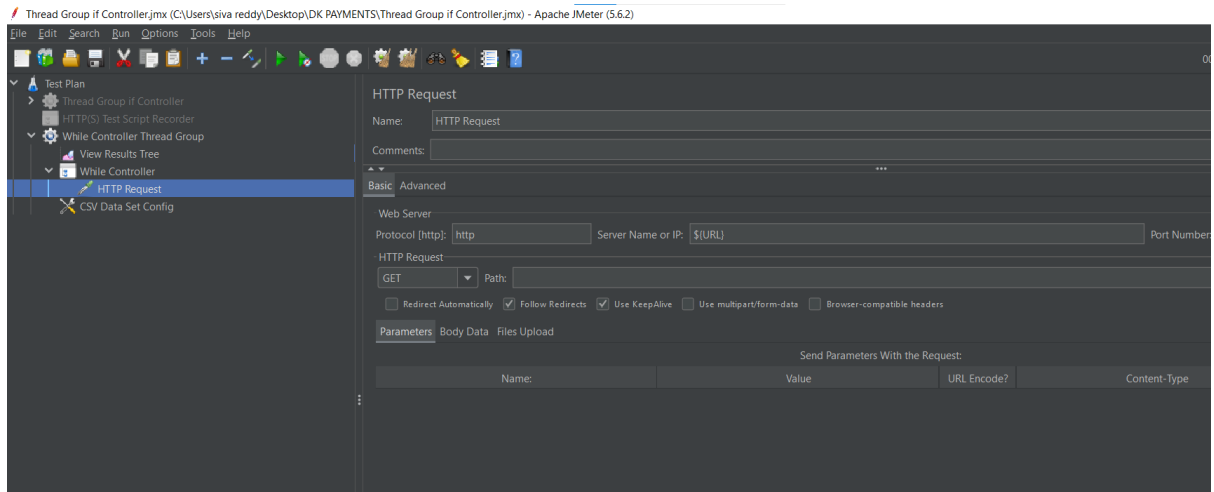 Thread Group if Controller.jmx (C:\Users\siva reddy\Desktop\DK PAYMENTS\Thread Group if Controller.jmx) - Apache JMeter (5.6.2)
File Edit Search Run Options Tools Help
00
Test Plan
Thread Group if Controller
HTTP(S) Test Script Recorder
While Controller Thread Group
View Results Tree
While Controller
HTTP Request
CSV Data Set Config
HTTP Request
Name: HTTP Request
Comments:
Basic Advanced
Web Server
Protocol [http]: http Server Name or IP: ${URL} Port Number:
HTTP Request
GET Path:
Redirect Automatically Follow Redirects Use KeepAlive Use multipart/form-data Browser-compatible headers
Parameters Body Data Files Upload
Send Parameters With the Request:
Name: Value URL Encode? Content-Type